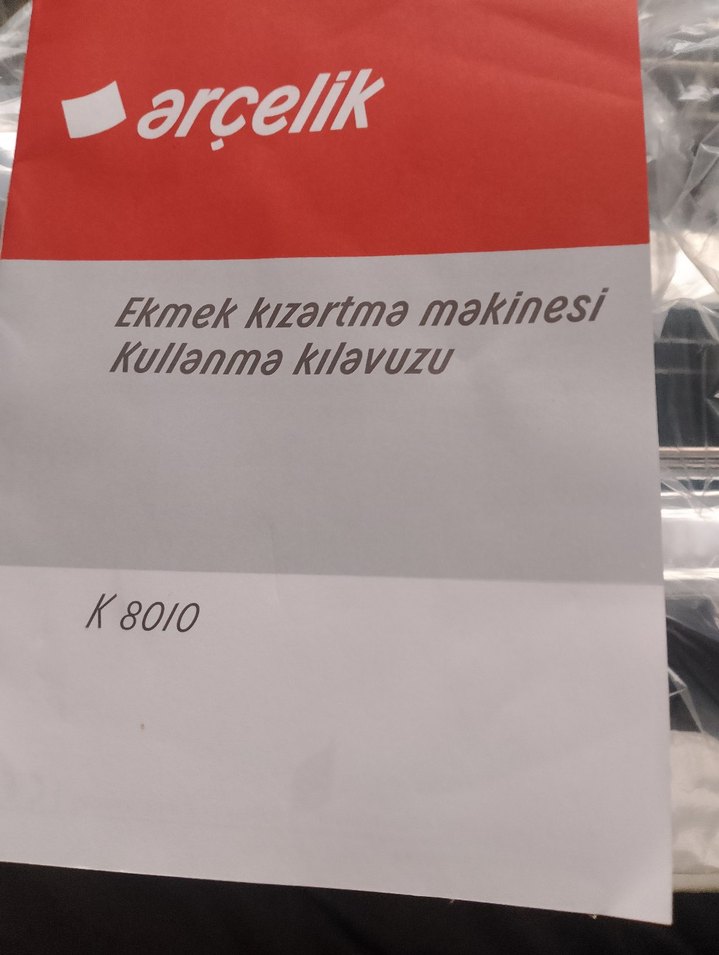 arçelik
Ekmek kızartma makinesi
Kullanma kılavuzu
K 8010